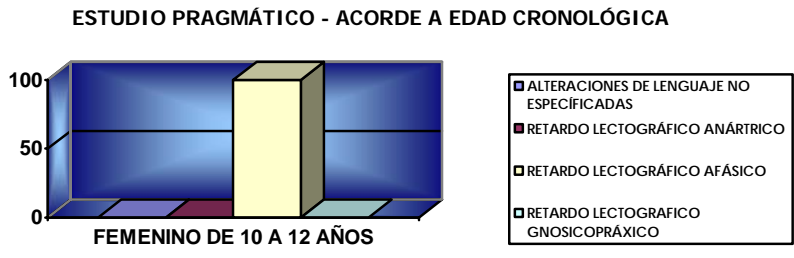 ESTUDIO PRAGMÁTICO - ACORDE A EDAD CRONOLÓGICA
100
50
0
FEMENINO DE 10 A 12 AÑOS
ALTERACIONES DE LENGUAJE NO
ESPECÍFICADAS
RETARDO LECTOGRÁFICO ANÁRTRICO
RETARDO LECTOGRÁFICO AFÁSICO
RETARDO LECTOGRAFICO
GNOSICOPRÁXICO